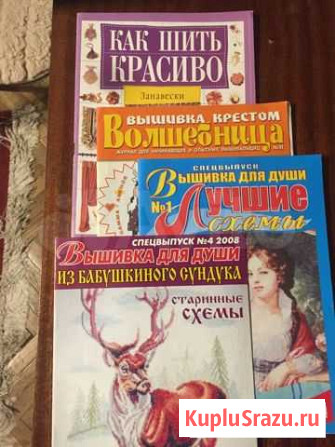 КАК ШИТЬ
КРАСИВО
Занавески
ВЫШИВКА КРЕСТОМ
Волшебница
СПЕЦВЫПУСК
ВЫШИВКА ДЛЯ ДУШИ
№1 ЛУЧШИЕ
схемы
СПЕЦВЫПУСК №4 2008
ВЫШИВКА ДЛЯ ДУШИ
ИЗ БАБУШКИНОГО СУНДУКА
СТАРИННЫЕ
СХЕМЫ
KupluSrazu.ru